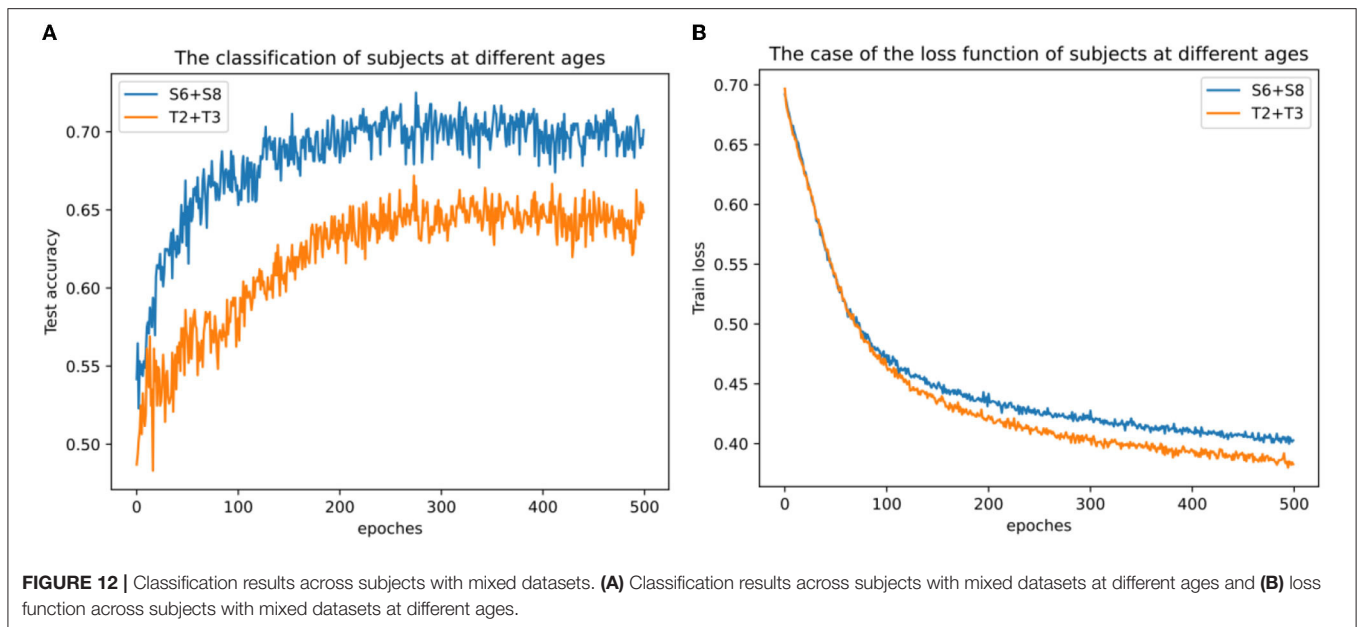 A
The classification of subjects at different ages
S6+S8
T2+T3
0.70
0.65
0.60
0.55
0.50
Test accuracy
0 100 200 300 400 500
epoches
B
The case of the loss function of subjects at different ages
S6+S8
T2+T3
0.70
0.65
0.60
0.55
0.50
0.45
0.40
Train loss
0 100 200 300 400 500
epoches
FIGURE 12 | Classification results across subjects with mixed datasets. (A) Classification results across subjects with mixed datasets at different ages and (B) loss
function across subjects with mixed datasets at different ages.